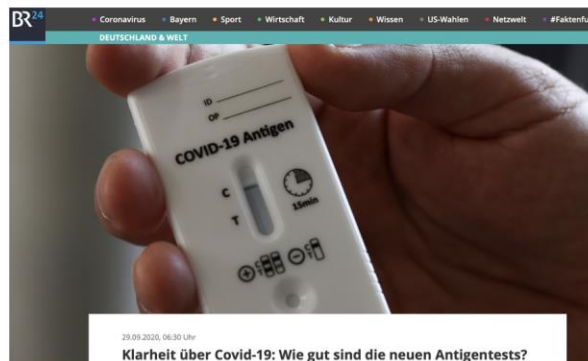 BR24
Coronavirus Bayern Sport Wirtschaft Kultur Wissen US-Wahlen Netzwelt #Faktenfu
DEUTSCHLAND & WELT
ID
OP
COVID-19 Antigen
C
T
15min
C
T
C
T
29.09.2020, 06:30 Uhr
Klarheit über Covid-19: Wie gut sind die neuen Antigentests?